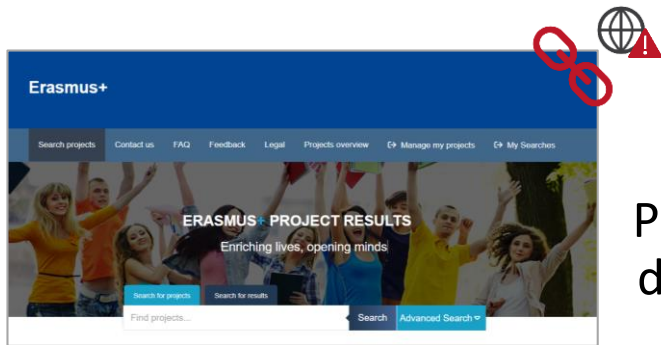 Erasmus+
Search projects Contact us FAQ Feedback Legal Projects overview Manage my projects My Searches
ERASMUS+ PROJECT RESULTS
Enriching lives, opening minds
Search for projects Search for results
Find projects... Search Advanced Search
P
d